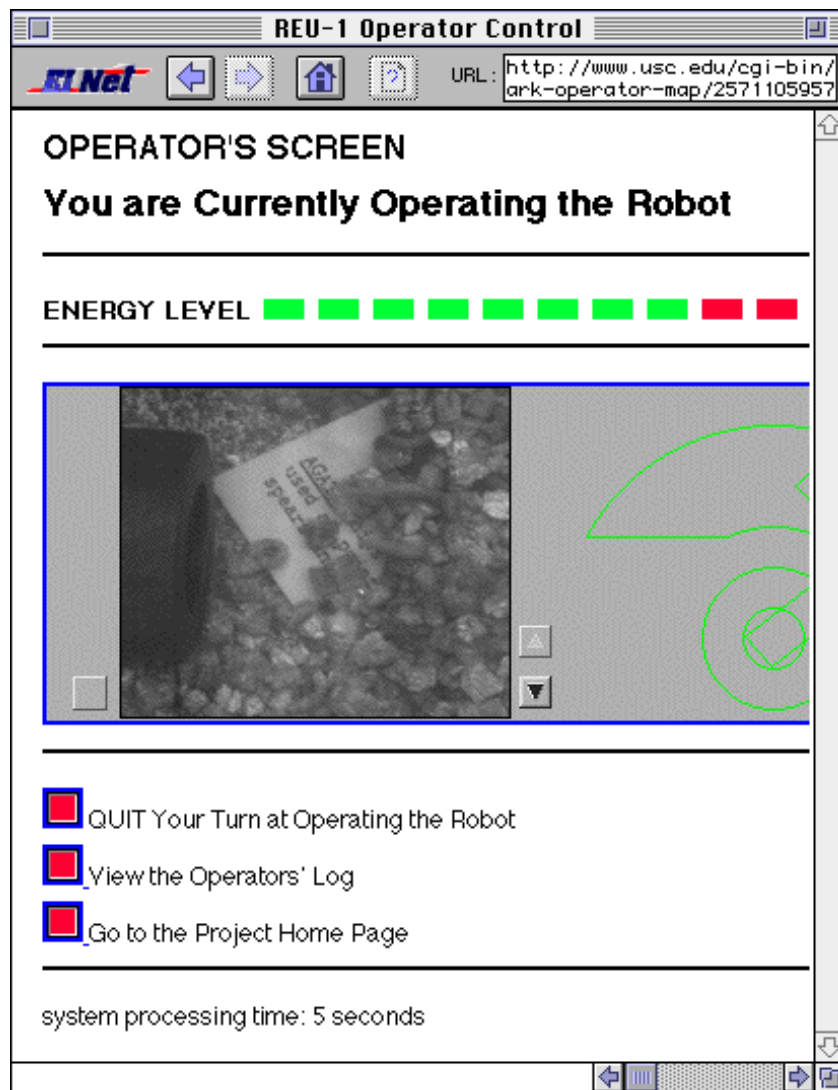 REU-1 Operator Control
EINet
URL: http://www.usc.edu/cgi-bin/
ark-operator-map/2571105957
OPERATOR'S SCREEN
You are Currently Operating the Robot
ENERGY LEVEL
used
spear
QUIT Your Turn at Operating the Robot
View the Operators' Log
Go to the Project Home Page
system processing time: 5 seconds